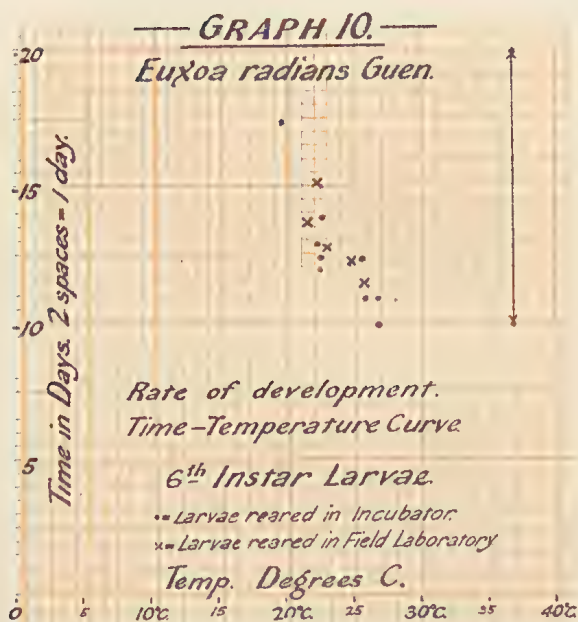 GRAPH 10.
Euxoa radians Guen.
20
15
10
5
Time in Days. 2 spaces = 1 day.
Rate of development.
Time-Temperature Curve
6th Instar Larvae.
•= Larvae reared in Incubator.
x= Larvae reared in Field Laboratory
Temp. Degrees C.
0 5 10°C. 15 20°C. 25 30°C. 35 40°C.